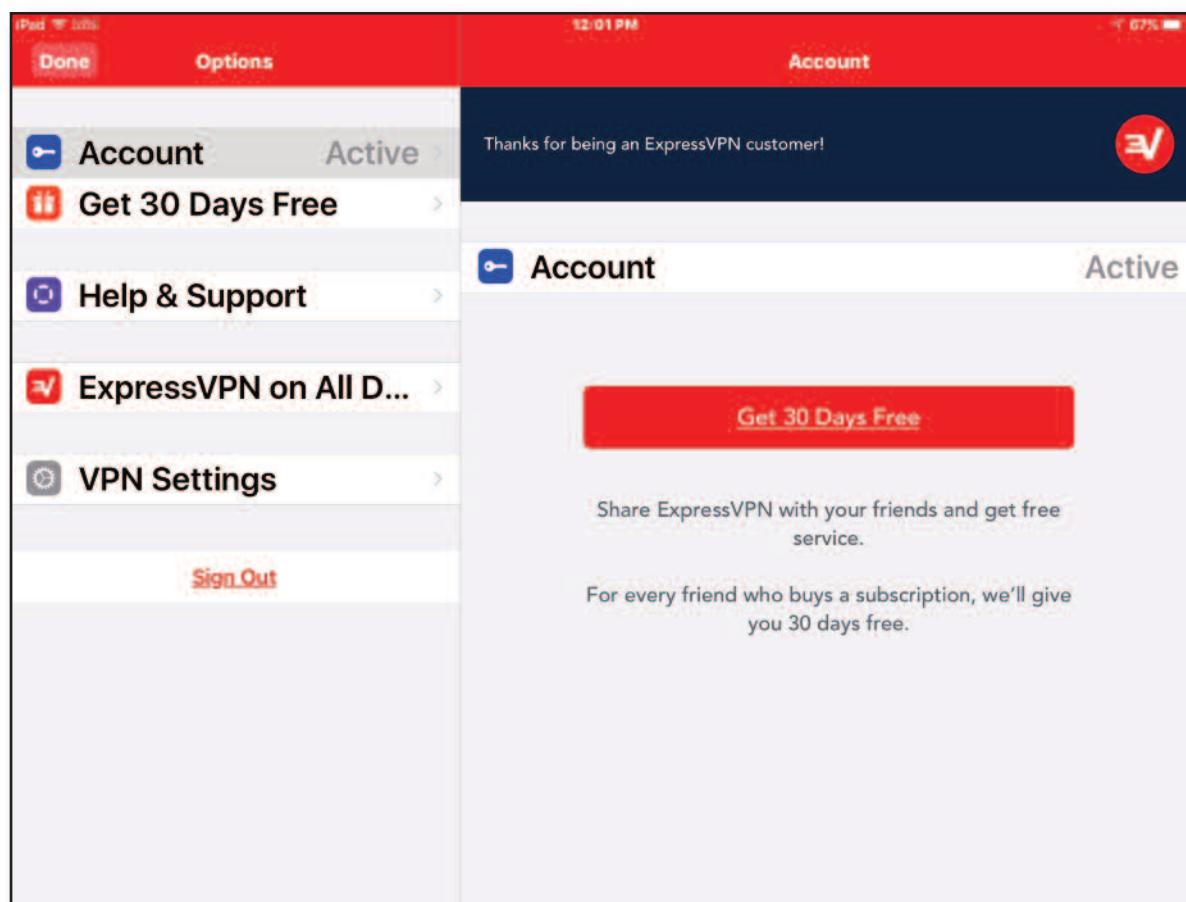 iPad
12:01 PM
67%
Done
Options
Account
Account
Active
Get 30 Days Free
Help & Support
ExpressVPN on All D...
VPN Settings
Sign Out
Thanks for being an ExpressVPN customer!
Account
Active
Get 30 Days Free
Share ExpressVPN with your friends and get free
service.
For every friend who buys a subscription, we'll give
you 30 days free.